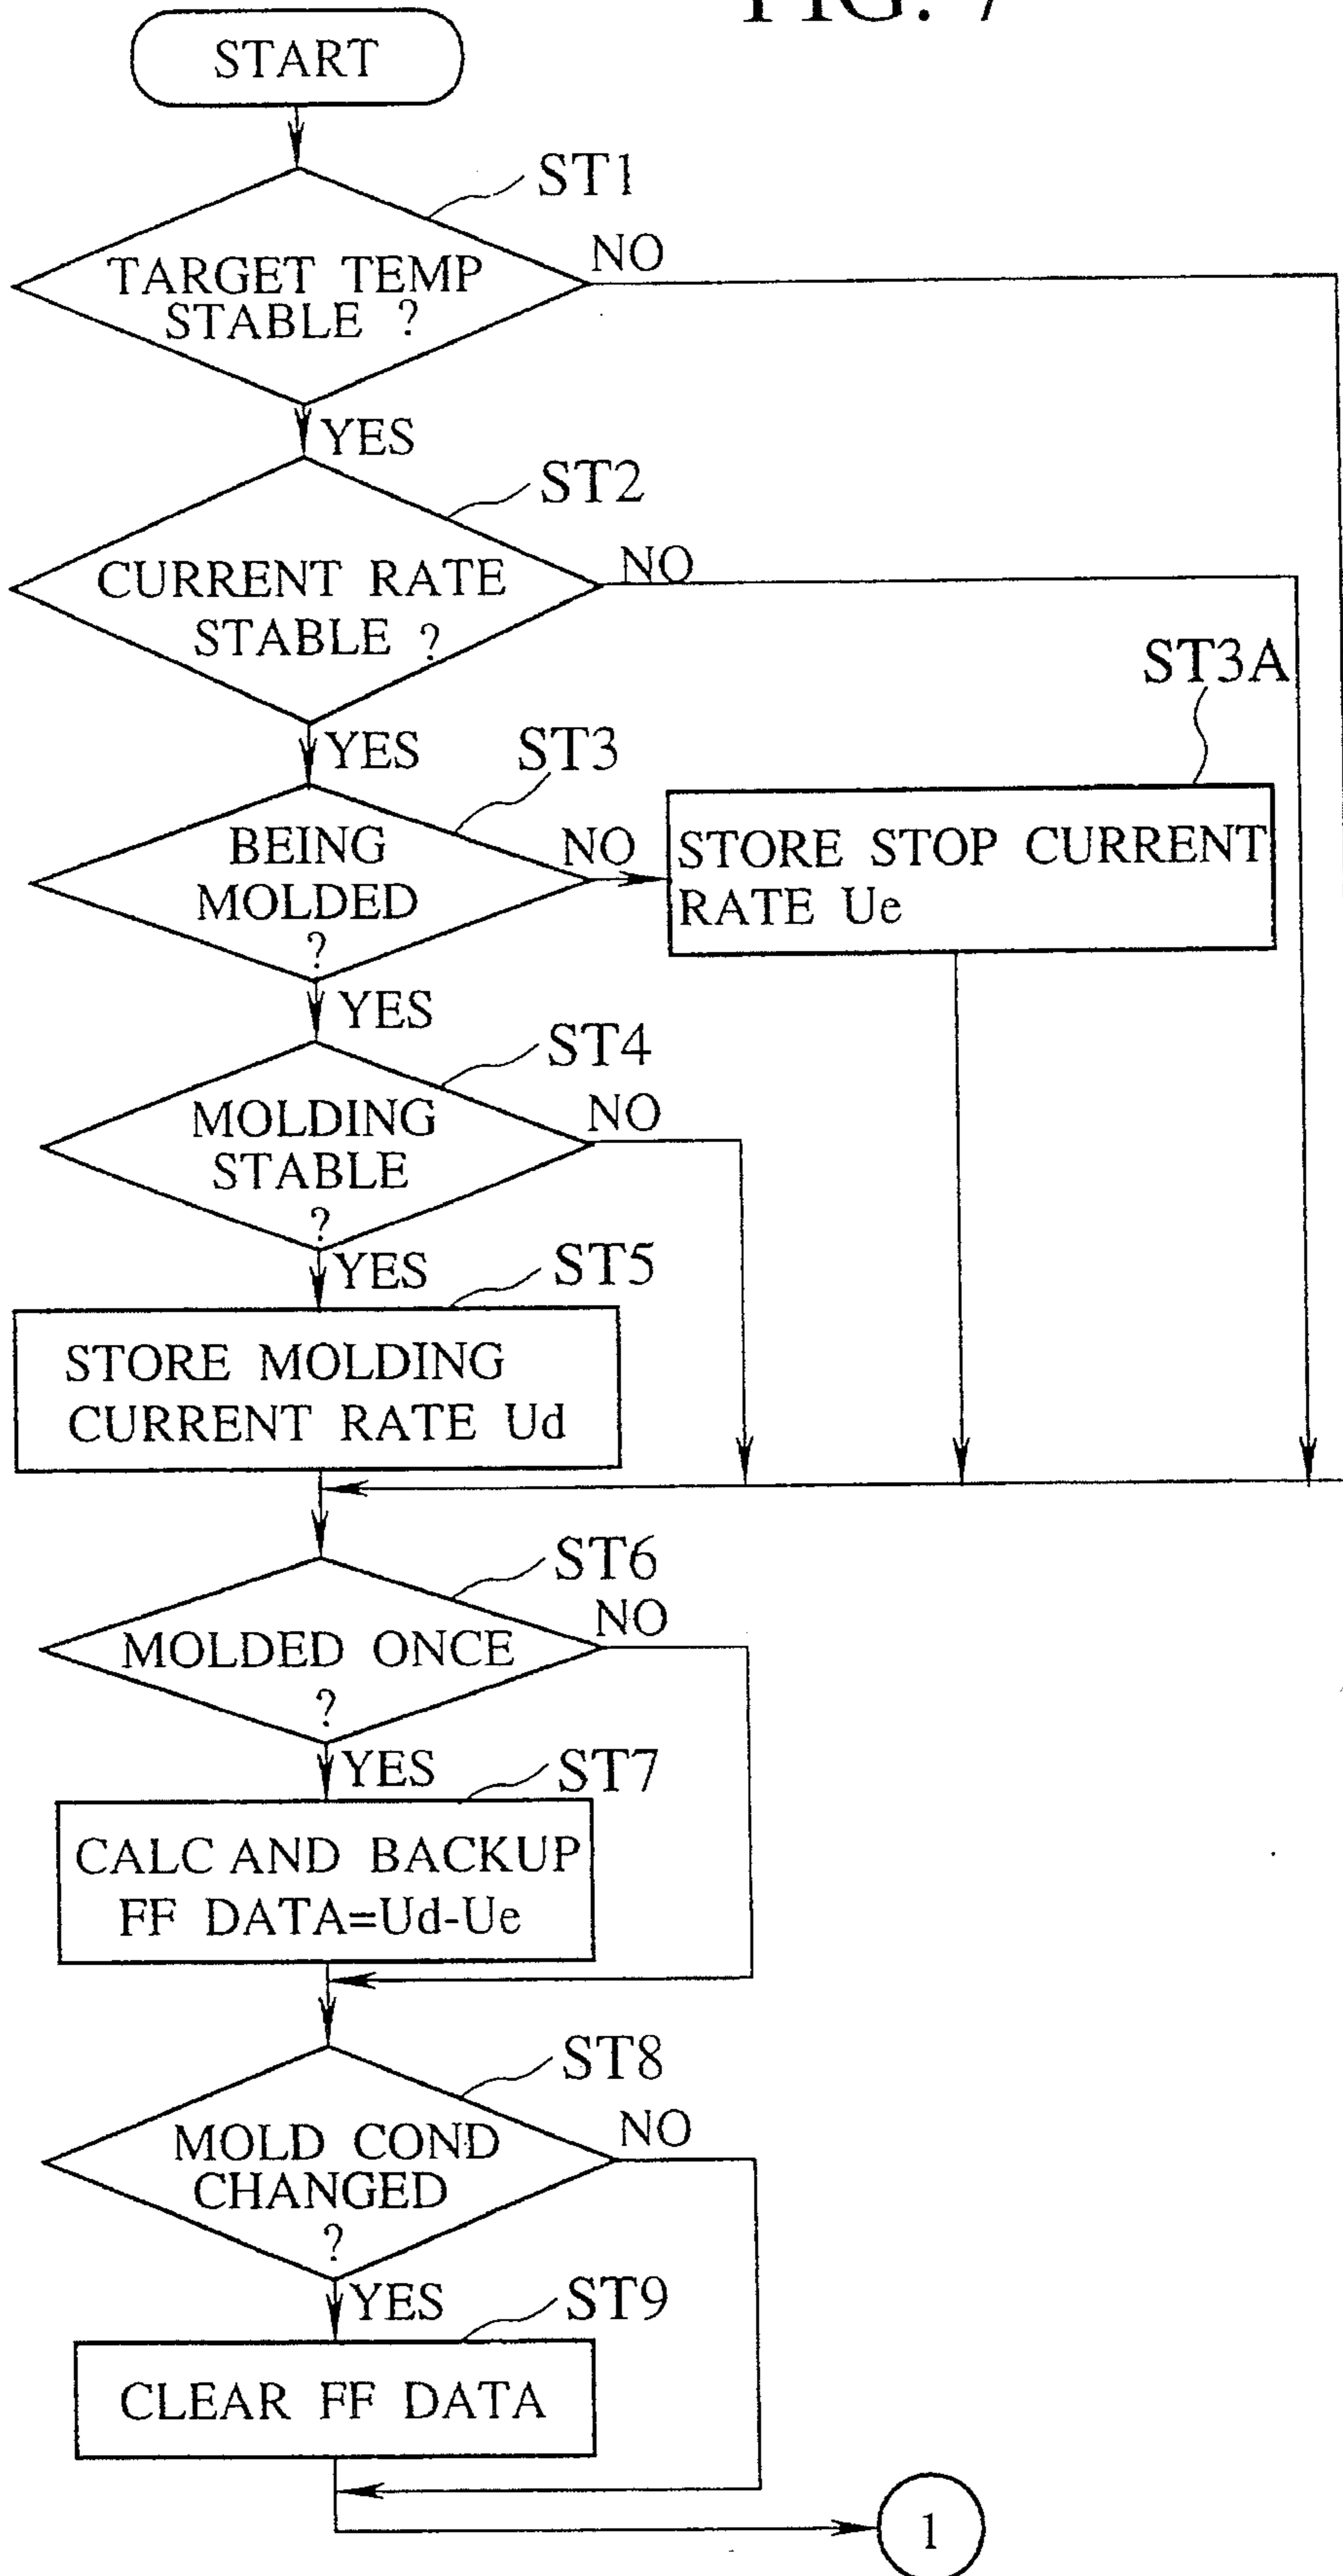 FIG. 7
START
ST1
TARGET TEMP
STABLE ?
NO
YES
ST2
CURRENT RATE
STABLE ?
NO
YES
ST3
BEING
MOLDED
?
NO
ST3A
STORE STOP CURRENT
RATE Ue
YES
ST4
MOLDING
STABLE
?
NO
YES
ST5
STORE MOLDING
CURRENT RATE Ud
ST6
MOLDED ONCE
?
NO
YES
ST7
CALC AND BACKUP
FF DATA=Ud-Ue
ST8
MOLD COND
CHANGED
?
NO
YES
ST9
CLEAR FF DATA
1